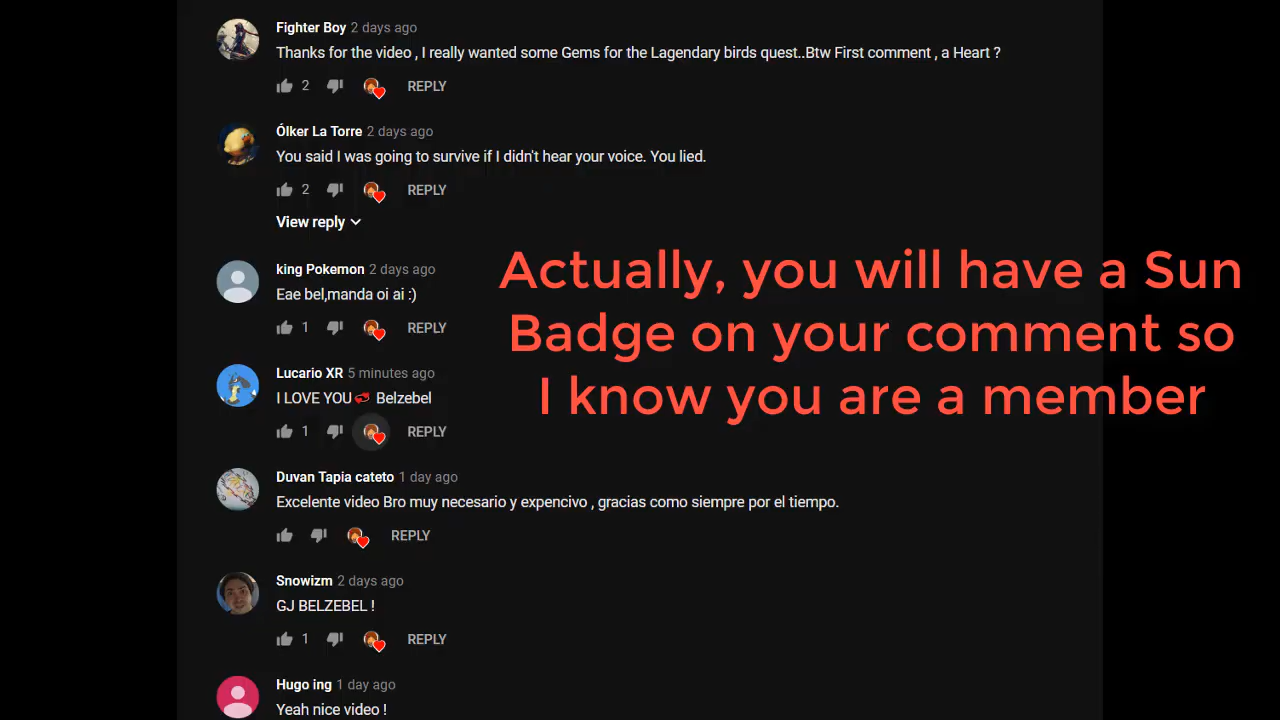 Fighter Boy 2 days ago
Thanks for the video , I really wanted some Gems for the Lagendary birds quest..Btw First comment , a Heart ?
2 REPLY
Ólker La Torre 2 days ago
You said I was going to survive if I didn't hear your voice. You lied.
2 REPLY
View reply
king Pokemon 2 days ago
Eae bel,manda oi ai :)
1 REPLY
Actually, you will have a Sun
Badge on your comment so
I know you are a member
Lucario XR 5 minutes ago
I LOVE YOU💋 Belzebel
1 REPLY
Duvan Tapia cateto 1 day ago
Excelente video Bro muy necesario y expencivo , gracias como siempre por el tiempo.
REPLY
Snowizm 2 days ago
GJ BELZEBEL !
1 REPLY
Hugo ing 1 day ago
Yeah nice video !